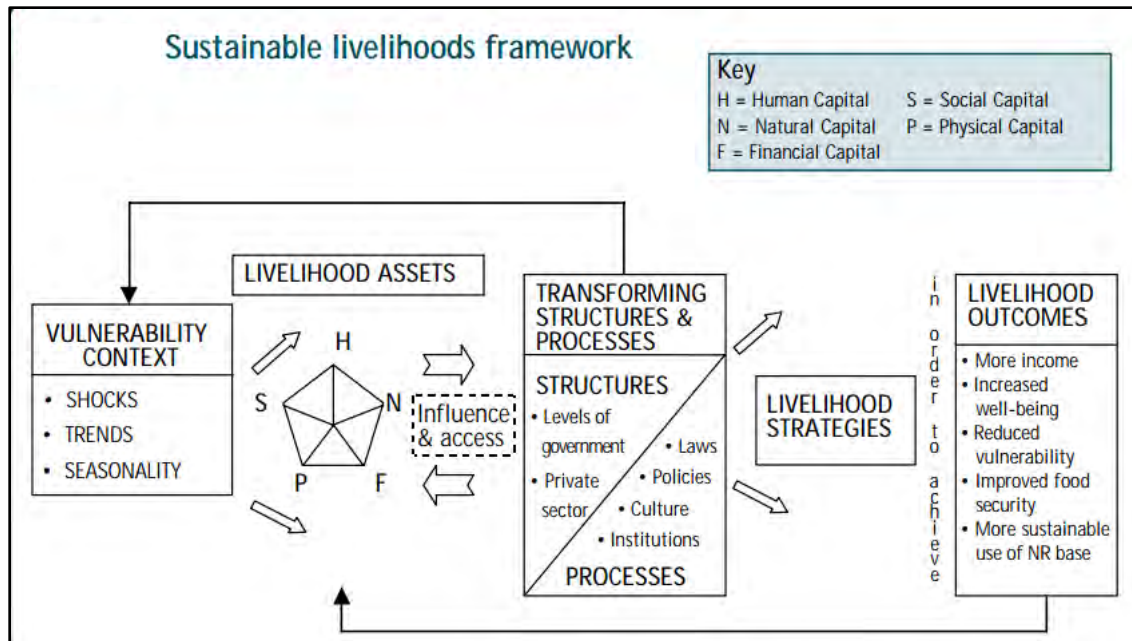 Sustainable livelihoods framework
Key
H = Human Capital S = Social Capital
N = Natural Capital P = Physical Capital
F = Financial Capital
LIVELIHOOD ASSETS
VULNERABILITY
CONTEXT
• SHOCKS
• TRENDS
• SEASONALITY
H
S
N
P
F
Influence
& access
TRANSFORMING
STRUCTURES &
PROCESSES
STRUCTURES
• Levels of
government
• Private
sector
• Laws
• Policies
• Culture
• Institutions
PROCESSES
LIVELIHOOD
STRATEGIES
in order to achieve
LIVELIHOOD
OUTCOMES
• More income
• Increased
well-being
• Reduced
vulnerability
• Improved food
security
• More sustainable
use of NR base